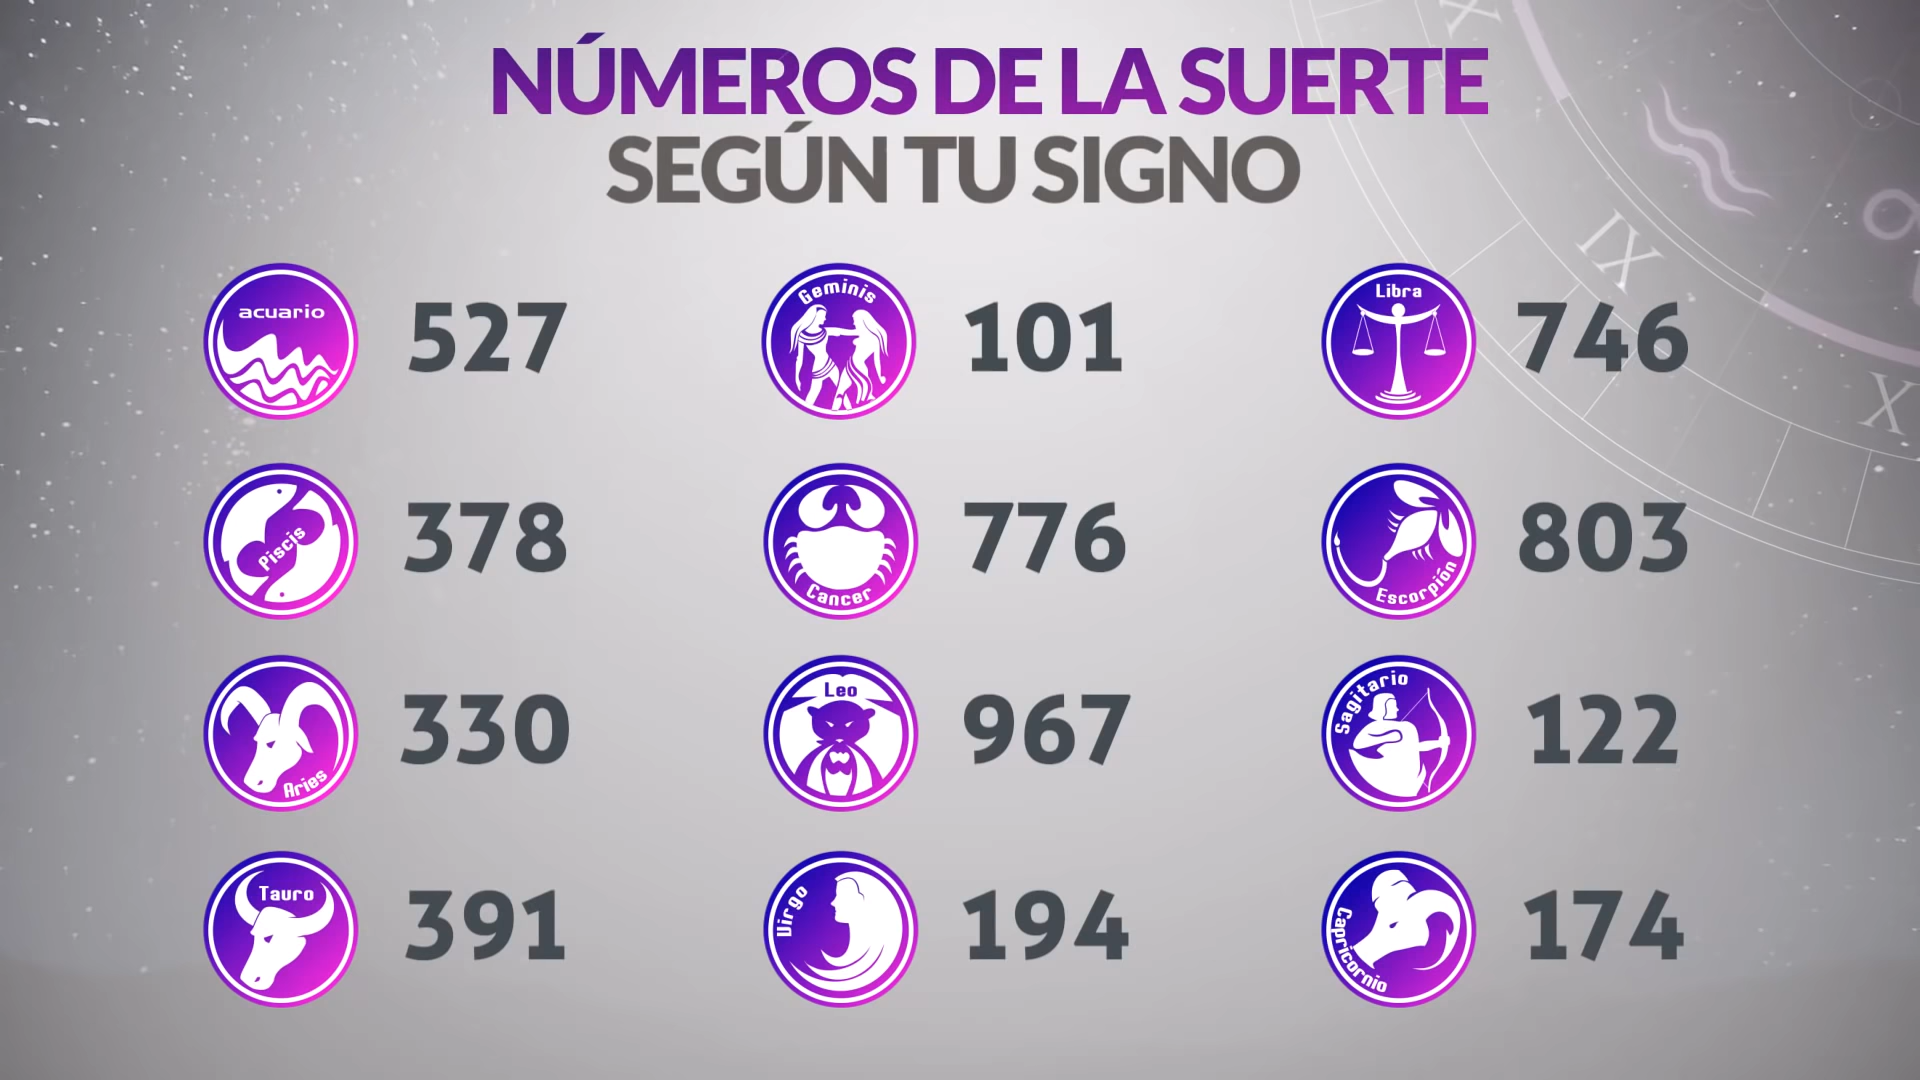 NÚMEROS DE LA SUERTE
SEGÚN TU SIGNO
acuario 527
Geminis 101
Libra 746
Piscis 378
Cancer 776
Escorpión 803
Aries 330
Leo 967
Sagitario 122
Tauro 391
Virgo 194
Capricornio 174
IX
X
X